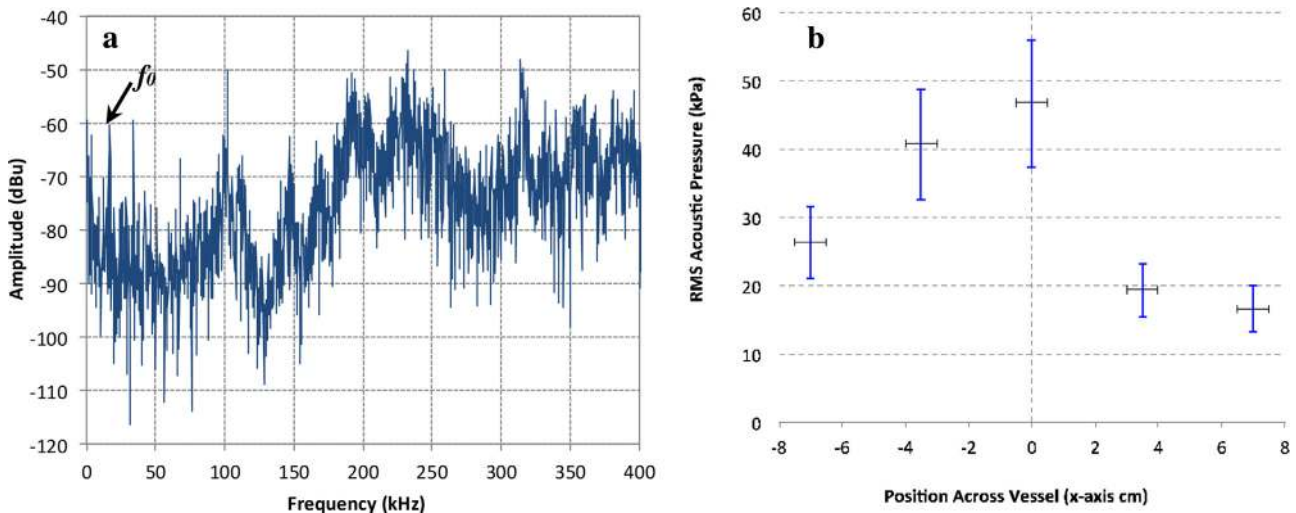 a
f0
-40
-50
-60
-70
-80
-90
-100
-110
-120
Amplitude (dBu)
0 50 100 150 200 250 300 350 400
Frequency (kHz)
b
60
50
40
30
20
10
0
RMS Acoustic Pressure (kPa)
-8 -6 -4 -2 0 2 4 6 8
Position Across Vessel (x-axis cm)